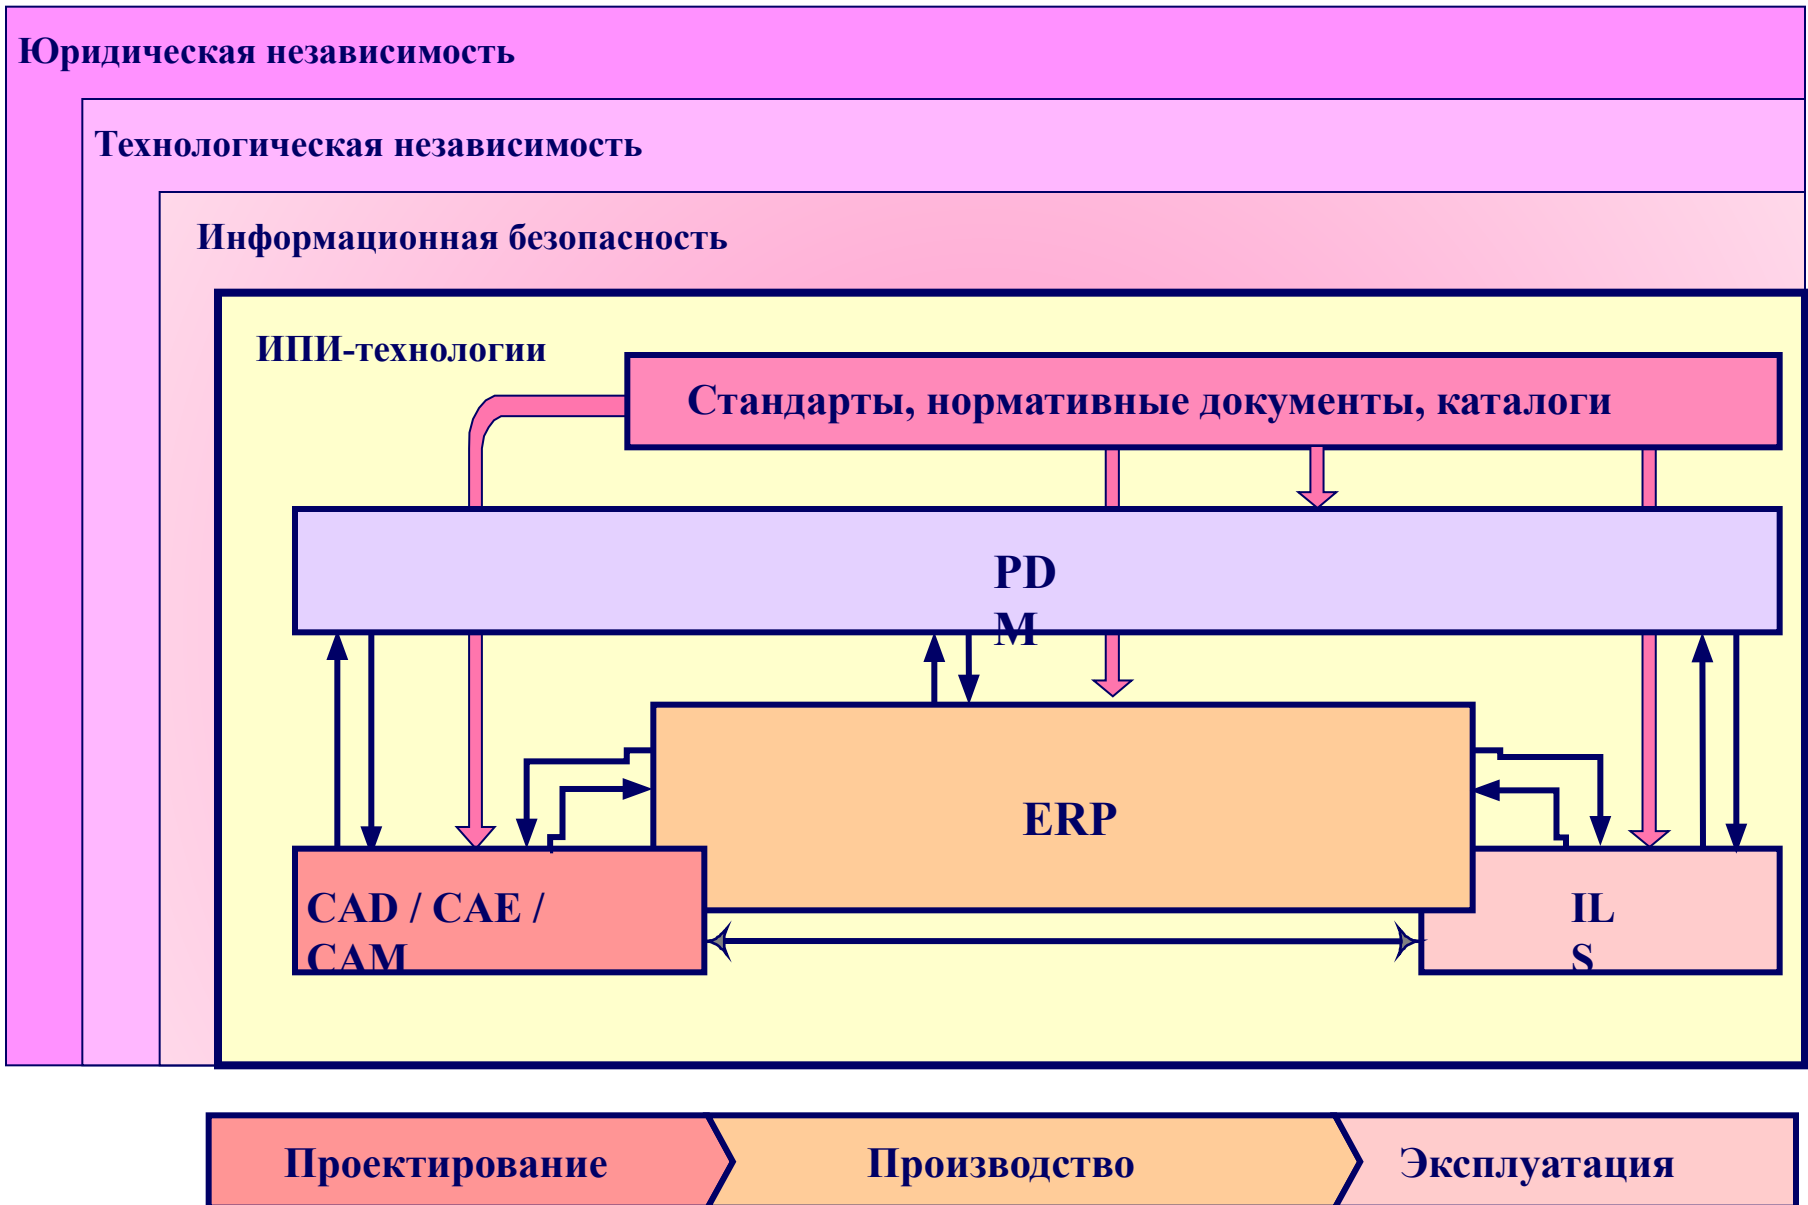 Юридическая независимость
Технологическая независимость
Информационная безопасность
ИПИ-технологии
Стандарты, нормативные документы, каталоги
PD
M
ERP
CAD / CAE /
CAM
IL
S
Проектирование
Производство
Эксплуатация